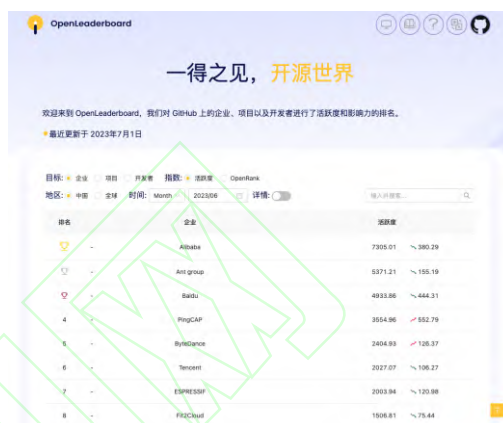 OpenLeaderboard
一得之见，开源世界
欢迎来到 OpenLeaderboard，我们对 GitHub 上的企业、项目以及开发者进行了活跃度和影响力的排名。
最近更新于 2023年7月1日
目标: 企业 项目 开发者 指数: 活跃度 OpenRank
地区: 中国 全球 时间: Month 2023/06 详情:
输入并搜索...
排名 企业 活跃度
- Alibaba 7305.01 380.29
- Ant group 5371.21 155.19
- Baidu 4933.66 444.31
4 - PingCAP 3554.96 552.79
5 - ByteDance 2404.93 126.37
6 - Tencent 2027.07 106.27
7 - ESPRESSIF 2003.94 120.98
8 - Fit2Cloud 1506.81 75.44